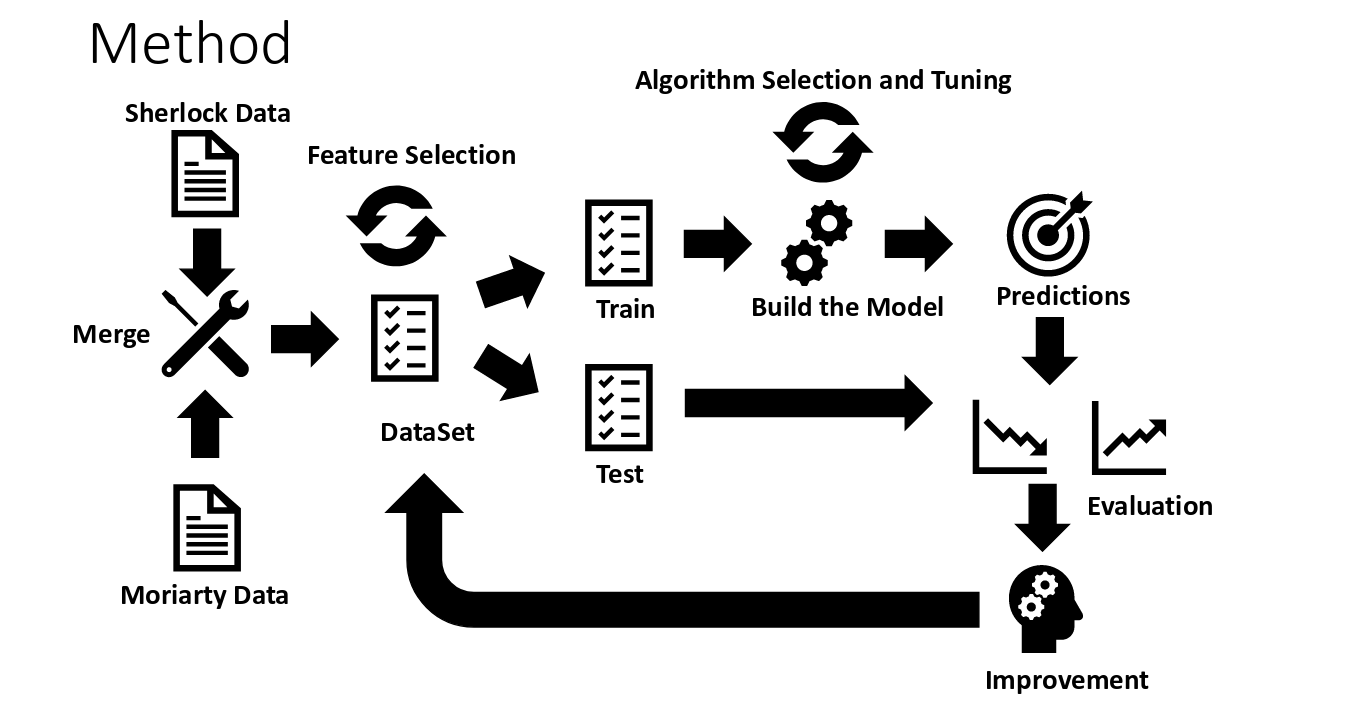 Method
Sherlock Data
Merge
Moriarty Data
Feature Selection
DataSet
Train
Test
Algorithm Selection and Tuning
Build the Model
Predictions
Evaluation
Improvement